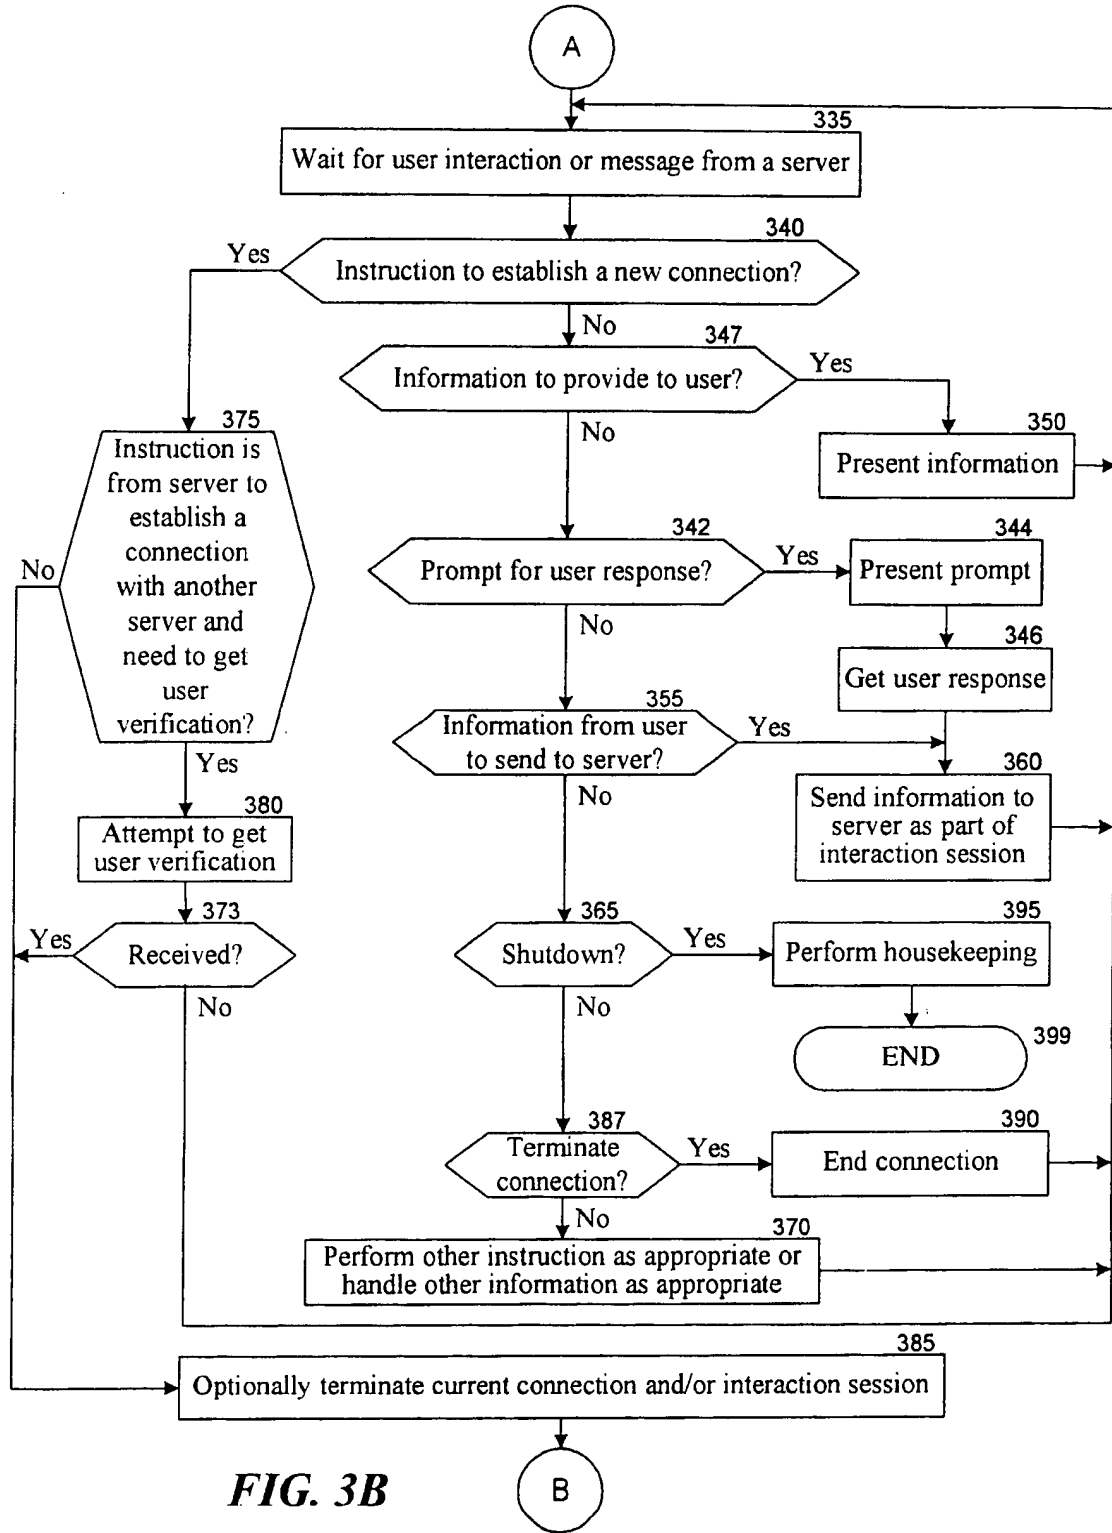 A
335
Wait for user interaction or message from a server
340
Yes
Instruction to establish a new connection?
No
347
Information to provide to user?
Yes
No
350
Present information
375
Instruction is
from server to
establish a
connection
with another
server and
need to get
user
verification?
No
Yes
342
Prompt for user response?
Yes
No
344
Present prompt
346
Get user response
355
Information from user
to send to server?
Yes
No
360
Send information to
server as part of
interaction session
380
Attempt to get
user verification
373
Received?
Yes
No
365
Shutdown?
Yes
No
395
Perform housekeeping
END
399
387
Terminate
connection?
Yes
No
390
End connection
370
Perform other instruction as appropriate or
handle other information as appropriate
385
Optionally terminate current connection and/or interaction session
B
FIG. 3B